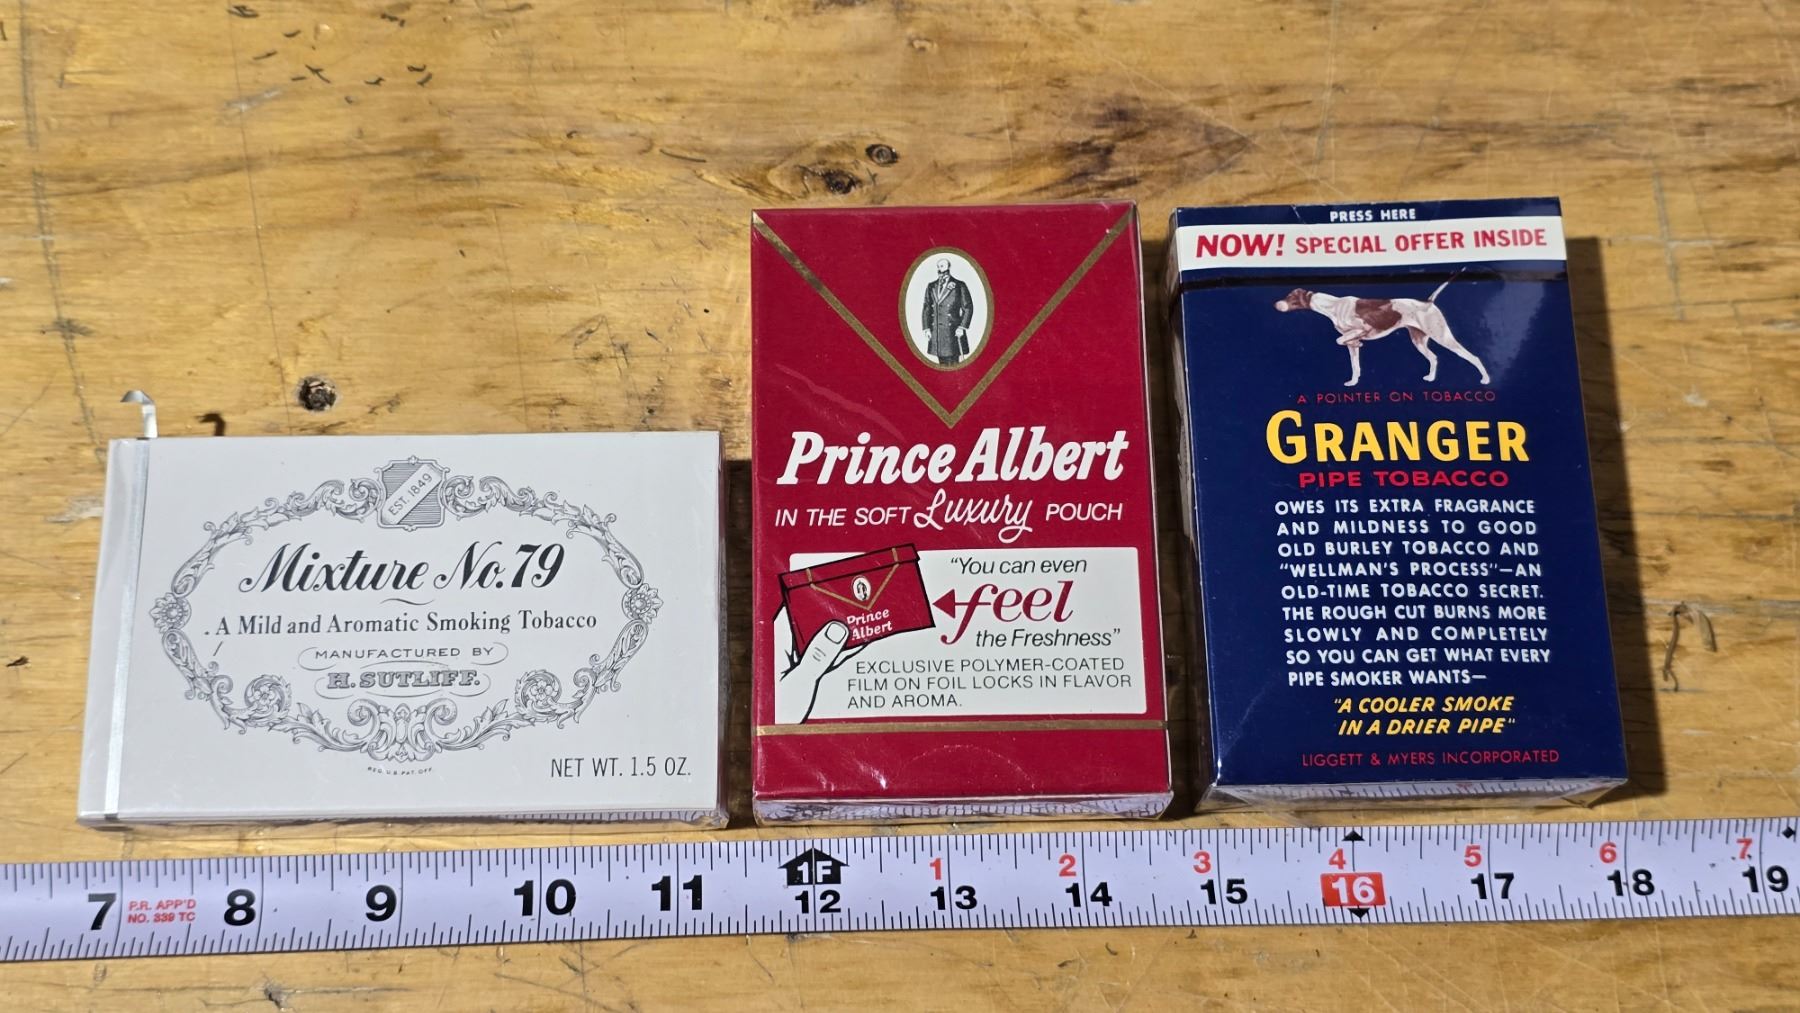 EST. 1849
Mixture No. 79
A Mild and Aromatic Smoking Tobacco
MANUFACTURED BY
H. SUTLIFF.
REG. U.S. PAT. OFF.
NET WT. 1.5 OZ.
Prince Albert
IN THE SOFT Luxury POUCH
Prince
Albert
"You can even
feel
the Freshness"
EXCLUSIVE POLYMER-COATED
FILM ON FOIL LOCKS IN FLAVOR
AND AROMA.
PRESS HERE
NOW! SPECIAL OFFER INSIDE
A POINTER ON TOBACCO
GRANGER
PIPE TOBACCO
OWES ITS EXTRA FRAGRANCE
AND MILDNESS TO GOOD
OLD BURLEY TOBACCO AND
"WELLMAN'S PROCESS"—AN
OLD-TIME TOBACCO SECRET.
THE ROUGH CUT BURNS MORE
SLOWLY AND COMPLETELY
SO YOU CAN GET WHAT EVERY
PIPE SMOKER WANTS—
"A COOLER SMOKE
IN A DRIER PIPE"
LIGGETT & MYERS INCORPORATED
1F 1 2 3 4 5 6 7
7 P.R. APP'D 8 9 10 11 12 13 14 15 16 17 18 19
NO. 339 TC